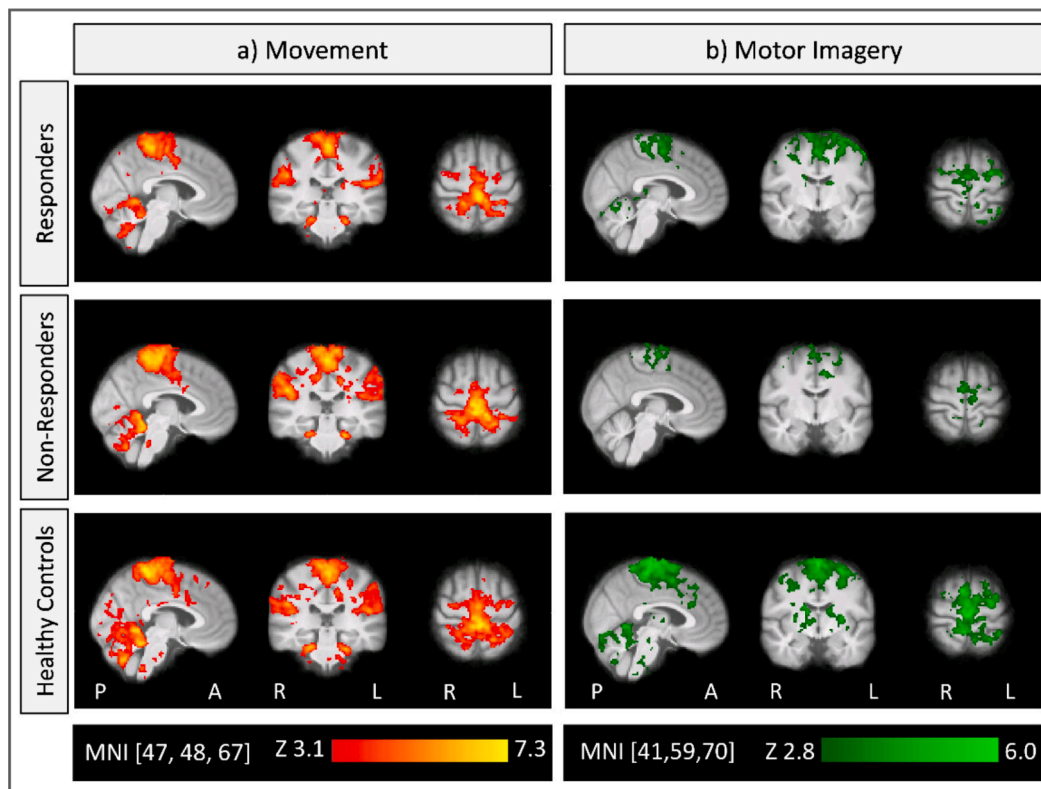 a) Movement
b) Motor Imagery
Responders
Non-Responders
Healthy Controls
P A R L R L
P A R L R L
MNI [47, 48, 67] Z 3.1 7.3
MNI [41,59,70] Z 2.8 6.0